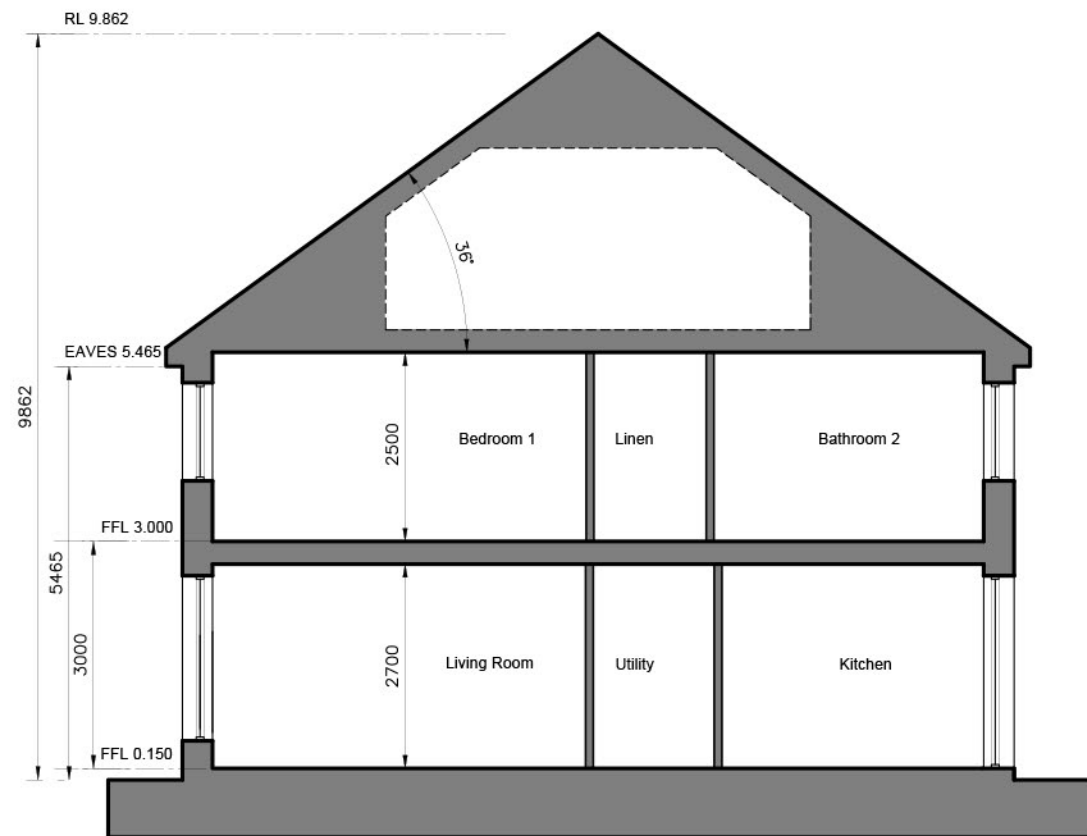 RL 9.862
36°
EAVES 5.465
9862
2500
Bedroom 1
Linen
Bathroom 2
FFL 3.000
5465
3000
2700
Living Room
Utility
Kitchen
FFL 0.150